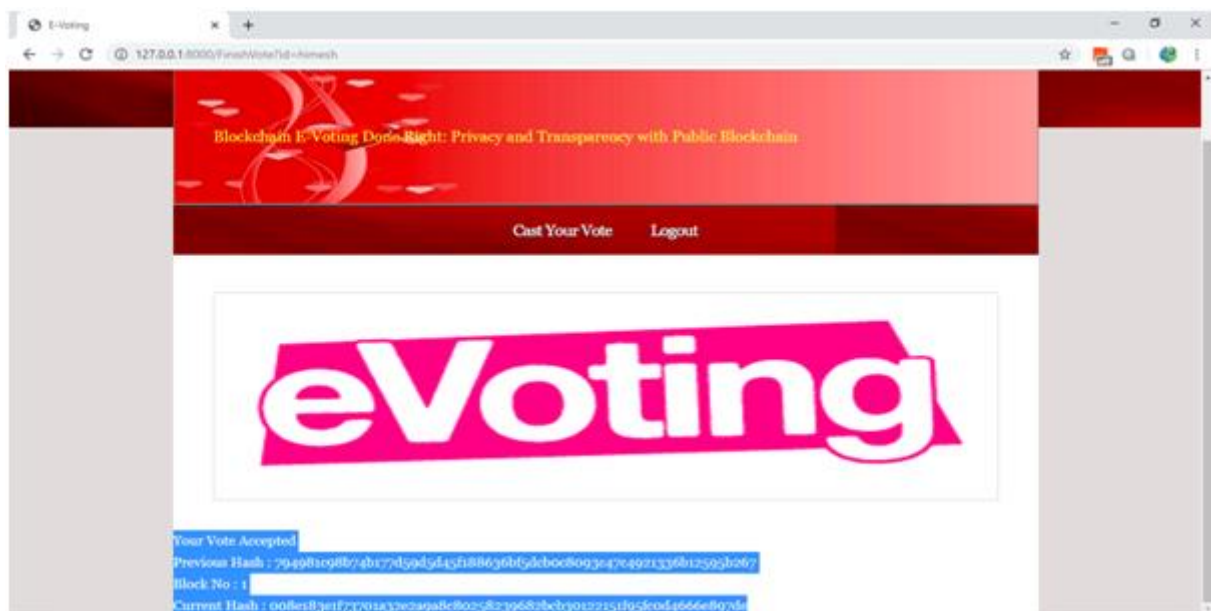 E-Voting
127.0.0.1:8000/FinishVote?id=himesh
Blockchain E-Voting Done Right: Privacy and Transparency with Public Blockchain
Cast Your Vote Logout
eVoting
Your Vote Accepted
Previous Hash :
Block No : 1
Current Hash :